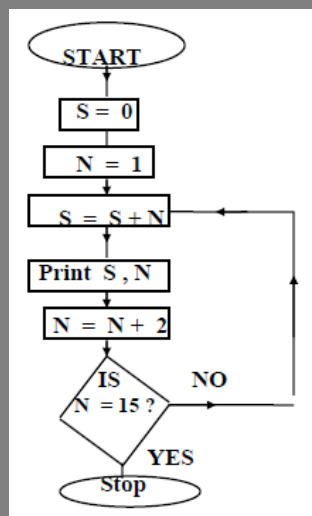 START
S = 0
N = 1
S = S + N
Print S , N
N = N + 2
IS
N = 15 ?
NO
YES
Stop